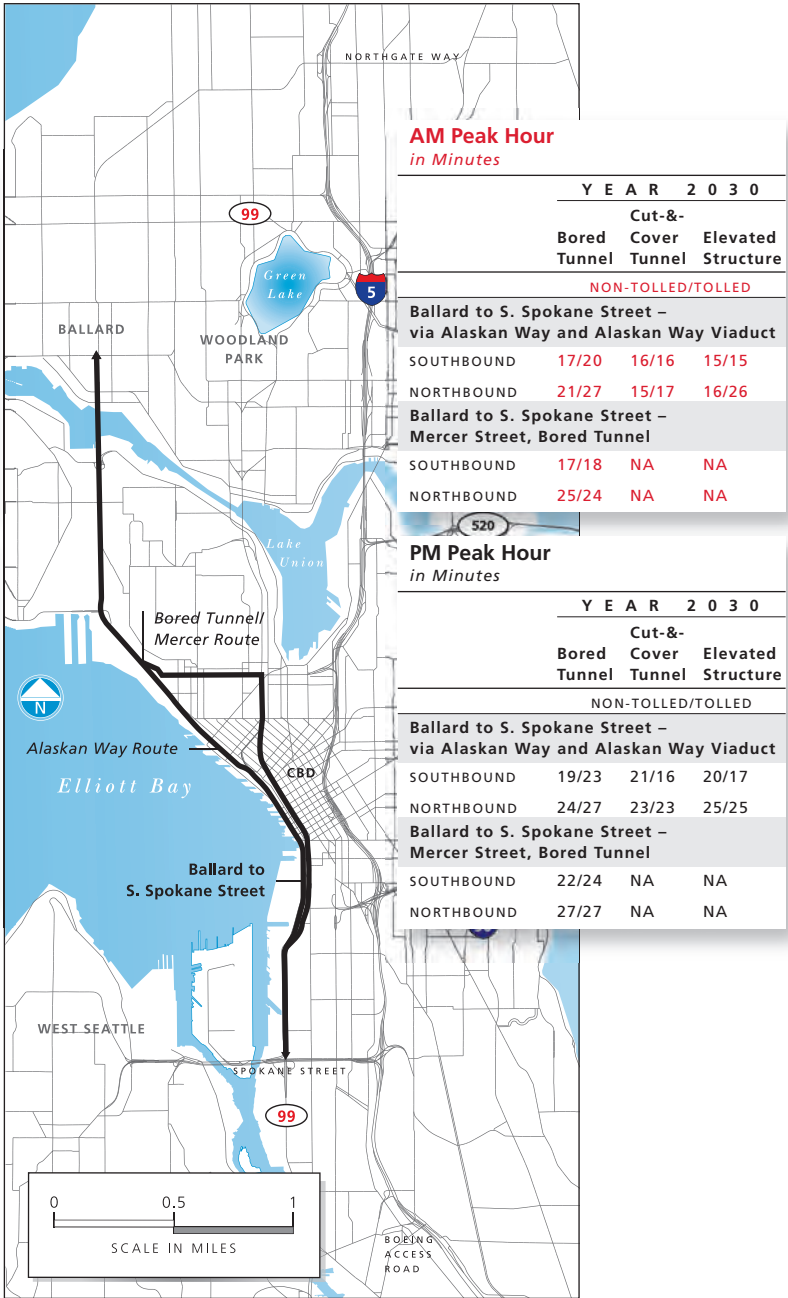 NORTHGATE WAY
99
Green
Lake
5
BALLARD
WOODLAND
PARK
520
Lake
Union
Bored Tunnel/
Mercer Route
N
Alaskan Way Route
CBD
Elliott Bay
Ballard to
S. Spokane Street
WEST SEATTLE
SPOKANE STREET
99
0 0.5 1
SCALE IN MILES
BOEING
ACCESS
ROAD
AM Peak Hour
in Minutes
YEAR 2030
Bored Tunnel Cut-&-Cover Tunnel Elevated Structure
NON-TOLLED/TOLLED
Ballard to S. Spokane Street –
via Alaskan Way and Alaskan Way Viaduct
SOUTHBOUND 17/20 16/16 15/15
NORTHBOUND 21/27 15/17 16/26
Ballard to S. Spokane Street –
Mercer Street, Bored Tunnel
SOUTHBOUND 17/18 NA NA
NORTHBOUND 25/24 NA NA
PM Peak Hour
in Minutes
YEAR 2030
Bored Tunnel Cut-&-Cover Tunnel Elevated Structure
NON-TOLLED/TOLLED
Ballard to S. Spokane Street –
via Alaskan Way and Alaskan Way Viaduct
SOUTHBOUND 19/23 21/16 20/17
NORTHBOUND 24/27 23/23 25/25
Ballard to S. Spokane Street –
Mercer Street, Bored Tunnel
SOUTHBOUND 22/24 NA NA
NORTHBOUND 27/27 NA NA